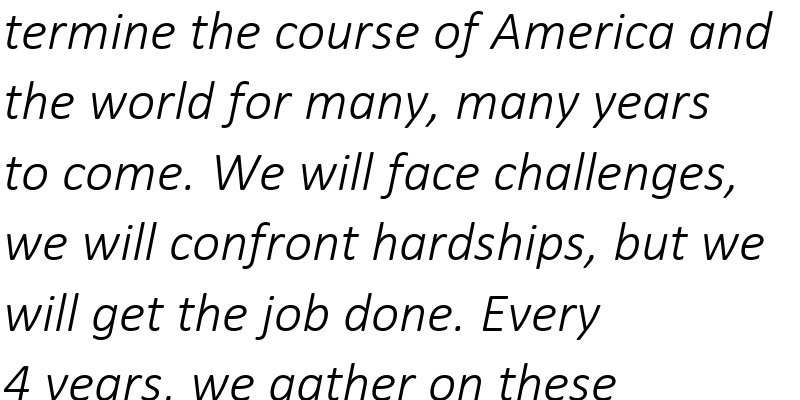 termine the course of America and
the world for many, many years
to come. We will face challenges,
we will confront hardships, but we
will get the job done. Every
4 years, we gather on these